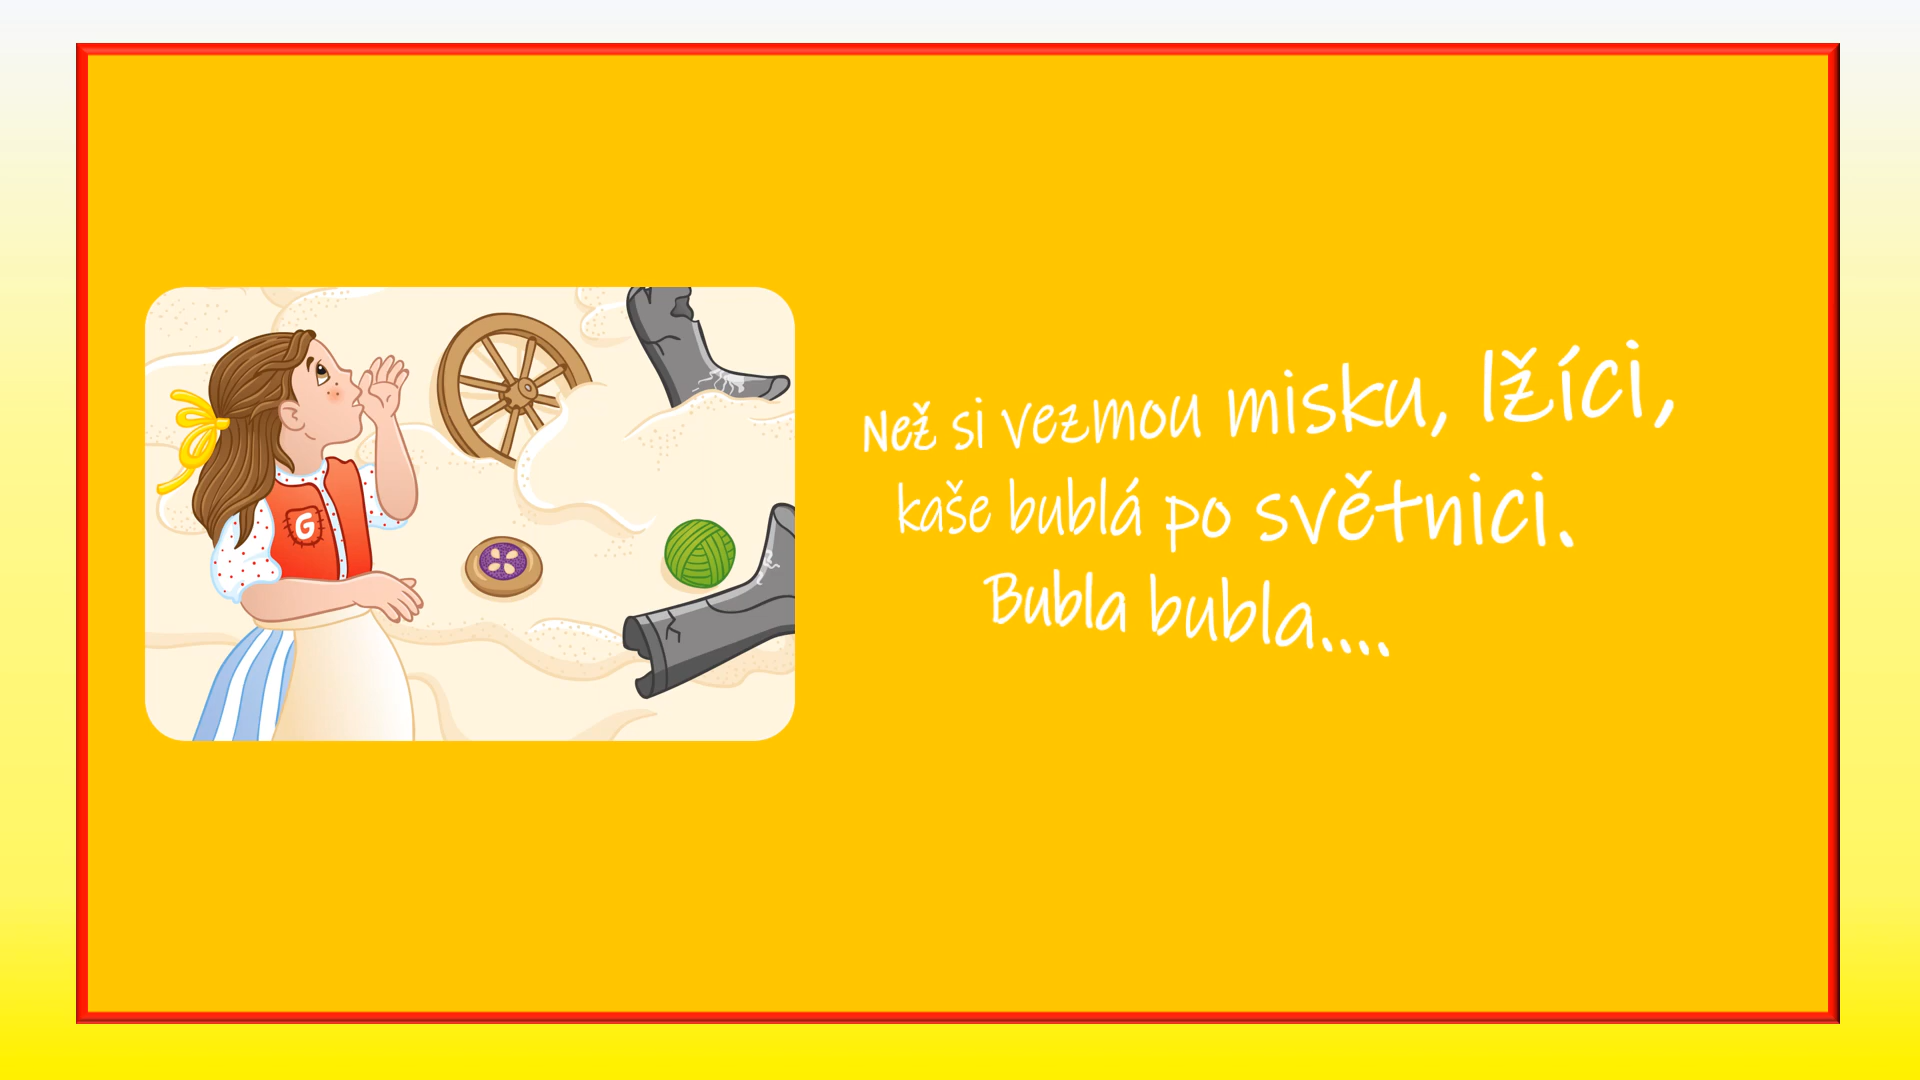 Než si vezmou misku, lžíci,
kaše bublá po světnici.
Bubla bubla....
G